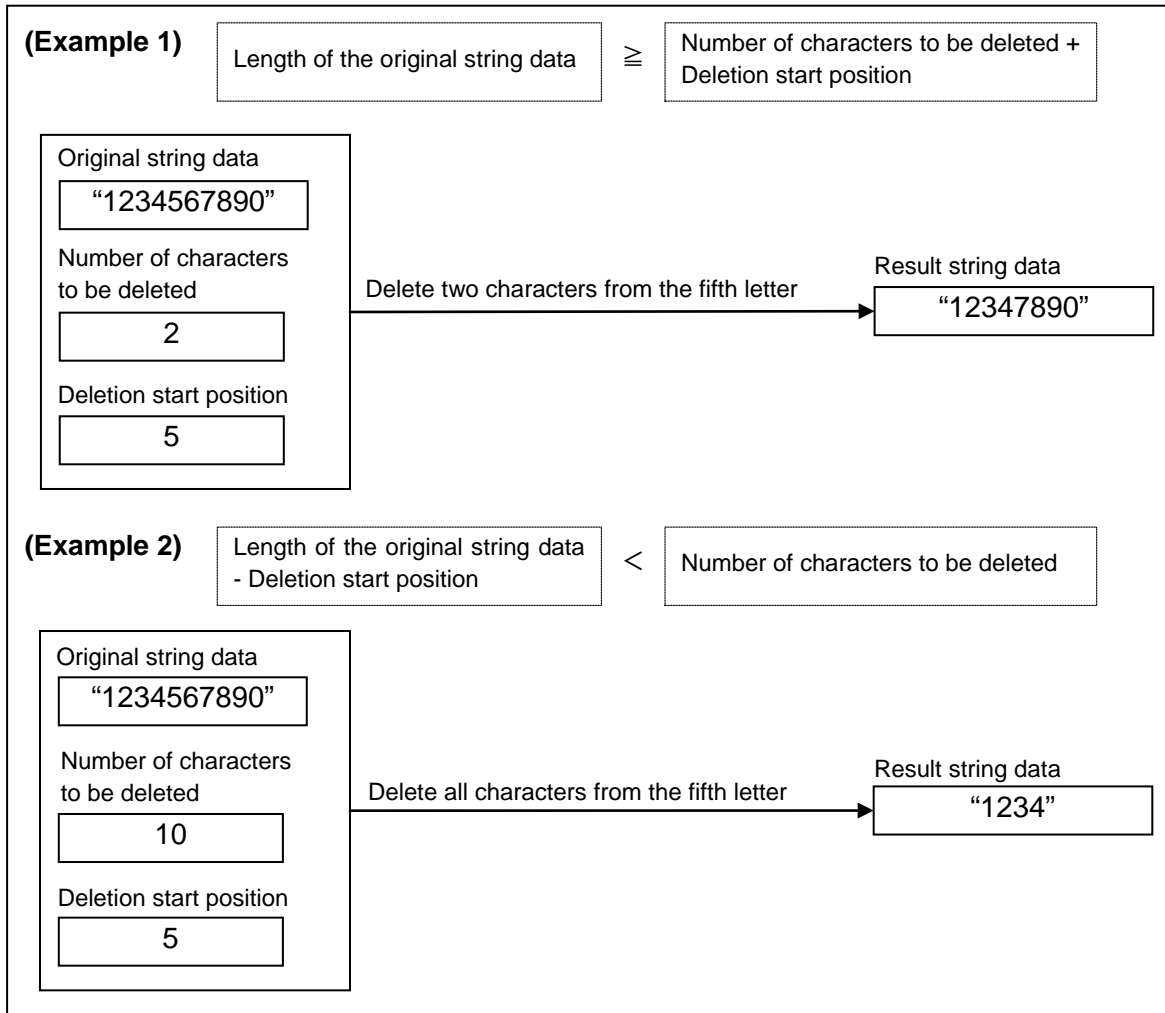 (Example 1)
Length of the original string data
≧
Number of characters to be deleted +
Deletion start position
Original string data
“1234567890”
Number of characters
to be deleted
2
Deletion start position
5
Delete two characters from the fifth letter
Result string data
“12347890”
(Example 2)
Length of the original string data
- Deletion start position
＜
Number of characters to be deleted
Original string data
“1234567890”
Number of characters
to be deleted
10
Deletion start position
5
Delete all characters from the fifth letter
Result string data
“1234”